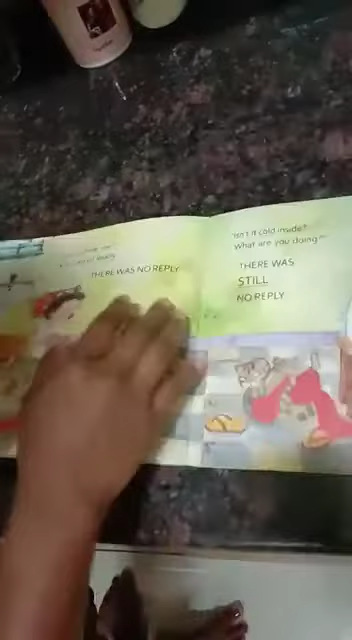 THERE WAS NO REPLY
"Isn't it cold inside?
What are you doing?"
THERE WAS
STILL
NO REPLY